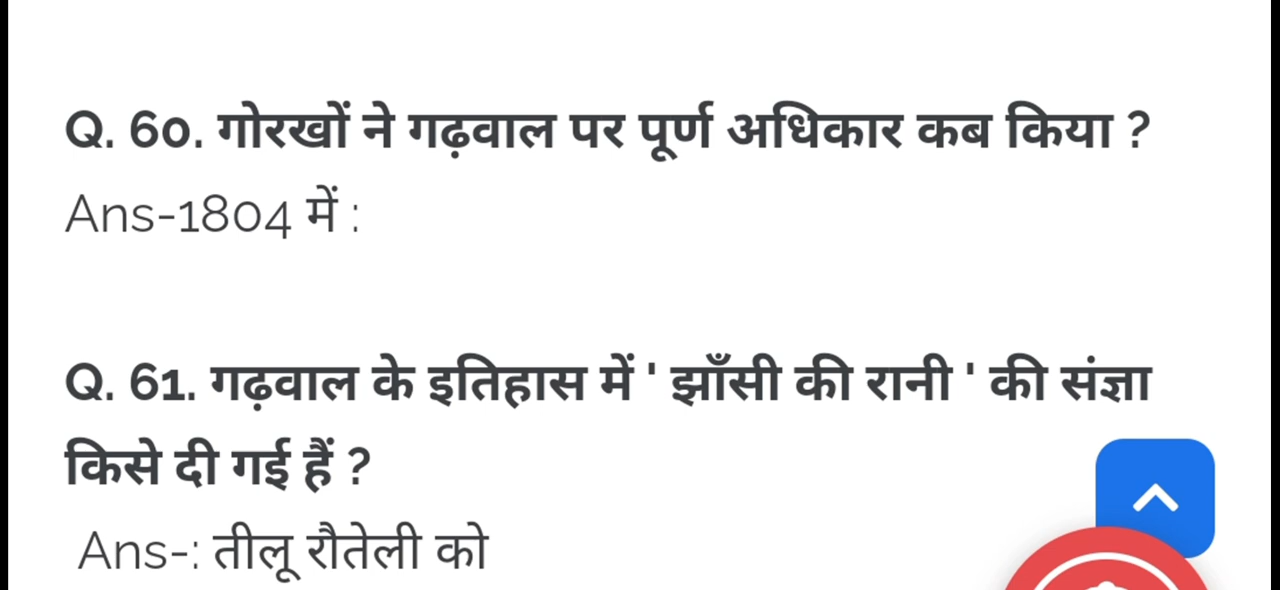 Q. 60. गोरखों ने गढ़वाल पर पूर्ण अधिकार कब किया ?
Ans-1804 में :
Q. 61. गढ़वाल के इतिहास में ' झाँसी की रानी ' की संज्ञा
किसे दी गई हैं ?
Ans-: तीलू रौतेली को